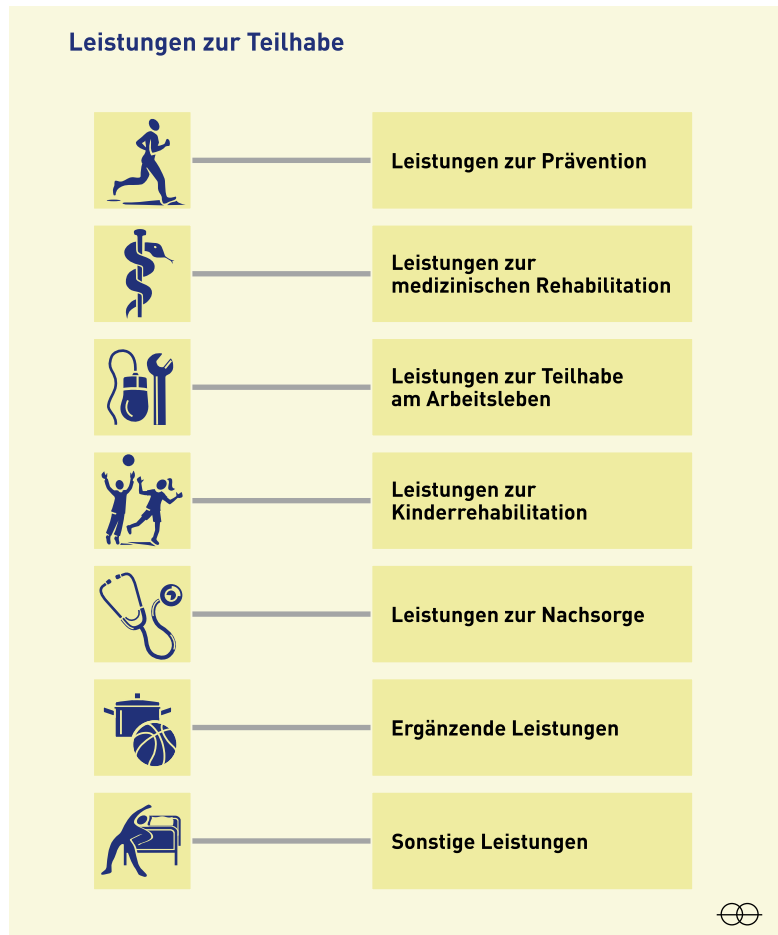 Leistungen zur Teilhabe
Leistungen zur Prävention
Leistungen zur
medizinischen Rehabilitation
Leistungen zur Teilhabe
am Arbeitsleben
Leistungen zur
Kinderrehabilitation
Leistungen zur Nachsorge
Ergänzende Leistungen
Sonstige Leistungen